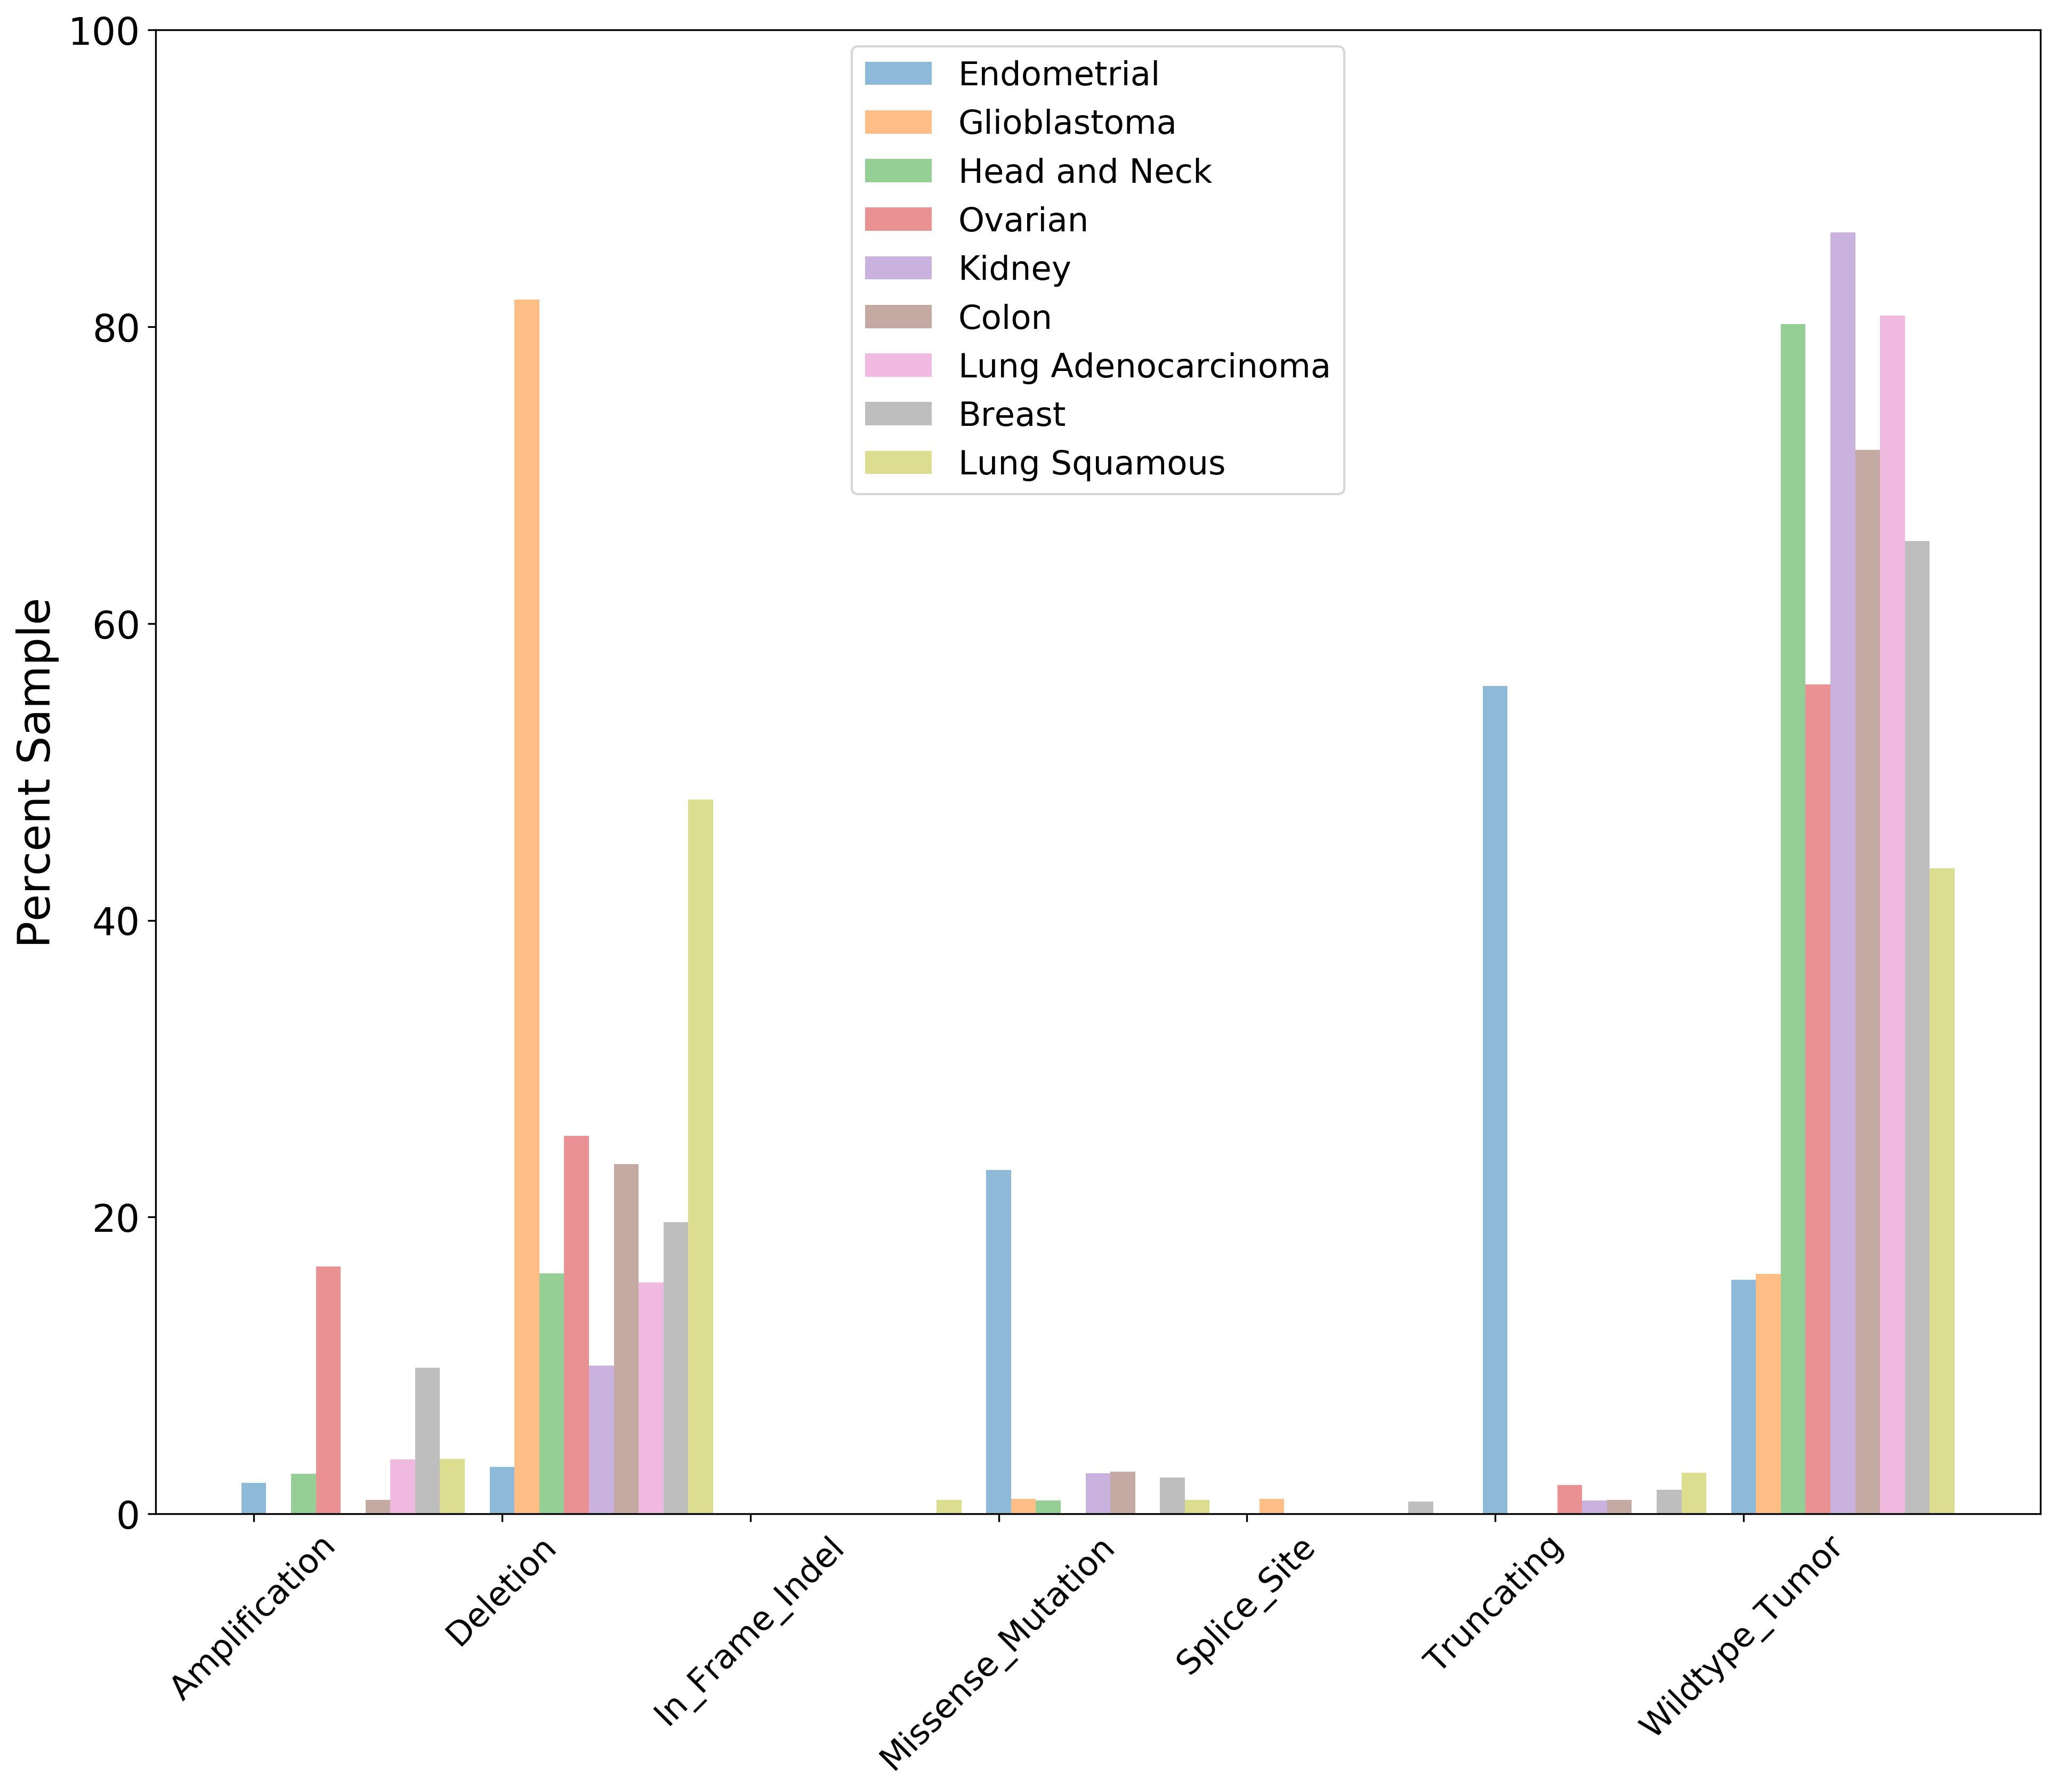 Percent Sample
100
80
60
40
20
0
Endometrial
Glioblastoma
Head and Neck
Ovarian
Kidney
Colon
Lung Adenocarcinoma
Breast
Lung Squamous
Amplification
Deletion
In_Frame_Indel
Missense_Mutation
Splice_Site
Truncating
Wildtype_Tumor